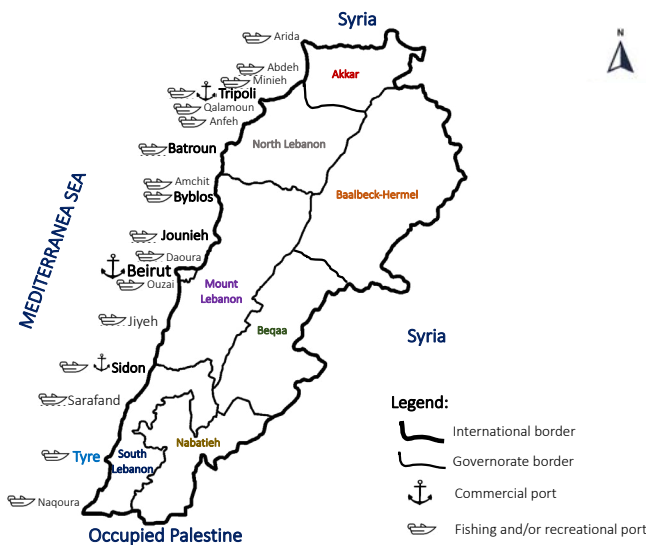 Syria
N
Arida
Abdeh
Akkar
Minieh
Tripoli
Qalamoun
Anfeh
North Lebanon
Batroun
Amchit
Byblos
Baalbeck-Hermel
MEDITERRANEA SEA
Jounieh
Daoura
Beirut
Ouzai
Mount
Lebanon
Jiyeh
Beqaa
Syria
Sidon
Sarafand
Legend:
International border
Governorate border
Commercial port
Fishing and/or recreational port
Nabatieh
Tyre
South
Lebanon
Naqoura
Occupied Palestine